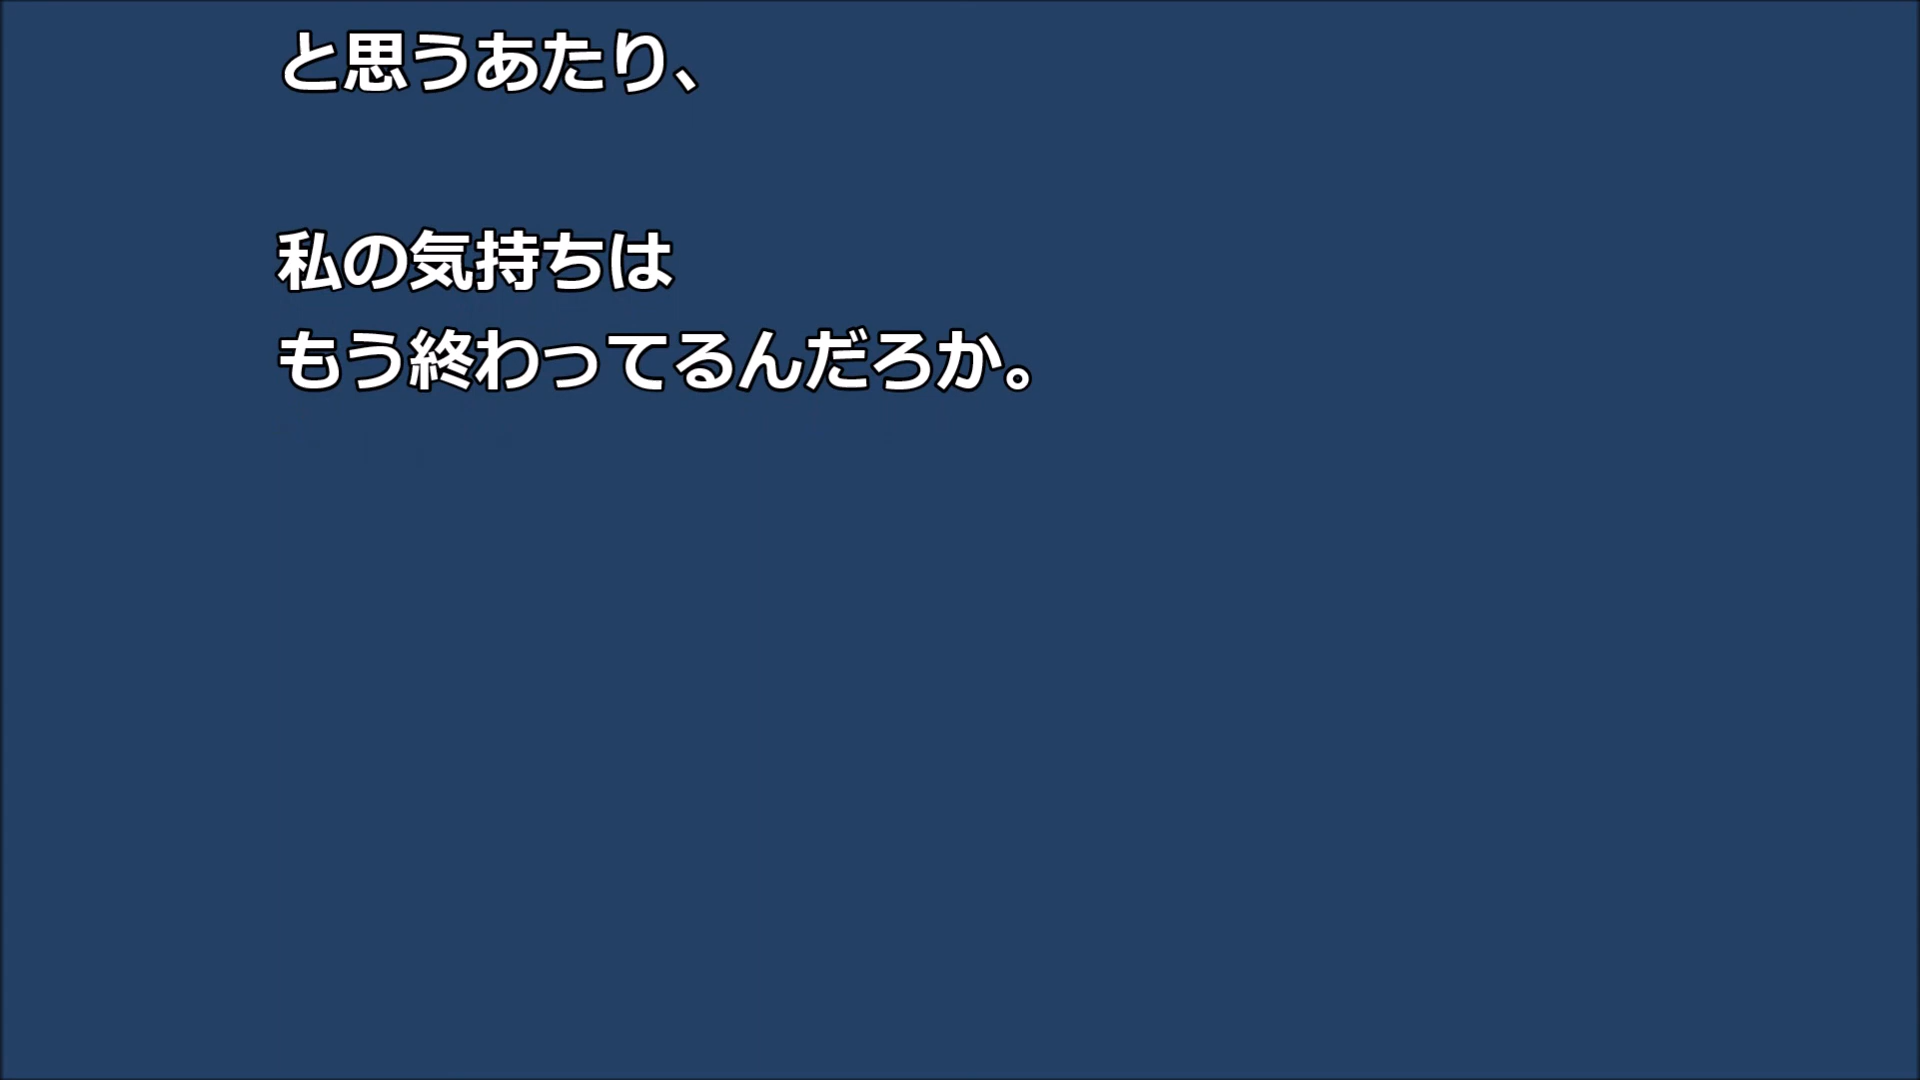 と思うあたり、
私の気持ちは
もう終わってるんだろか。